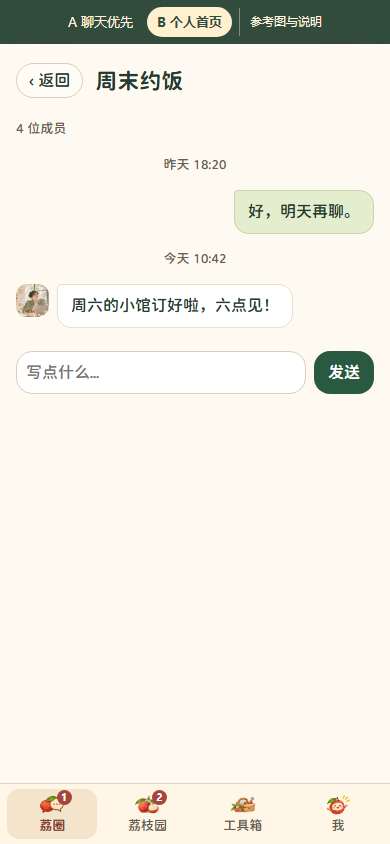 A 聊天优先
B 个人首页
参考图与说明
‹ 返回
周末约饭
4 位成员
昨天 18:20
好，明天再聊。
今天 10:42
周六的小馆订好啦，六点见！
写点什么…
发送
1
荔圈
2
荔枝园
工具箱
我